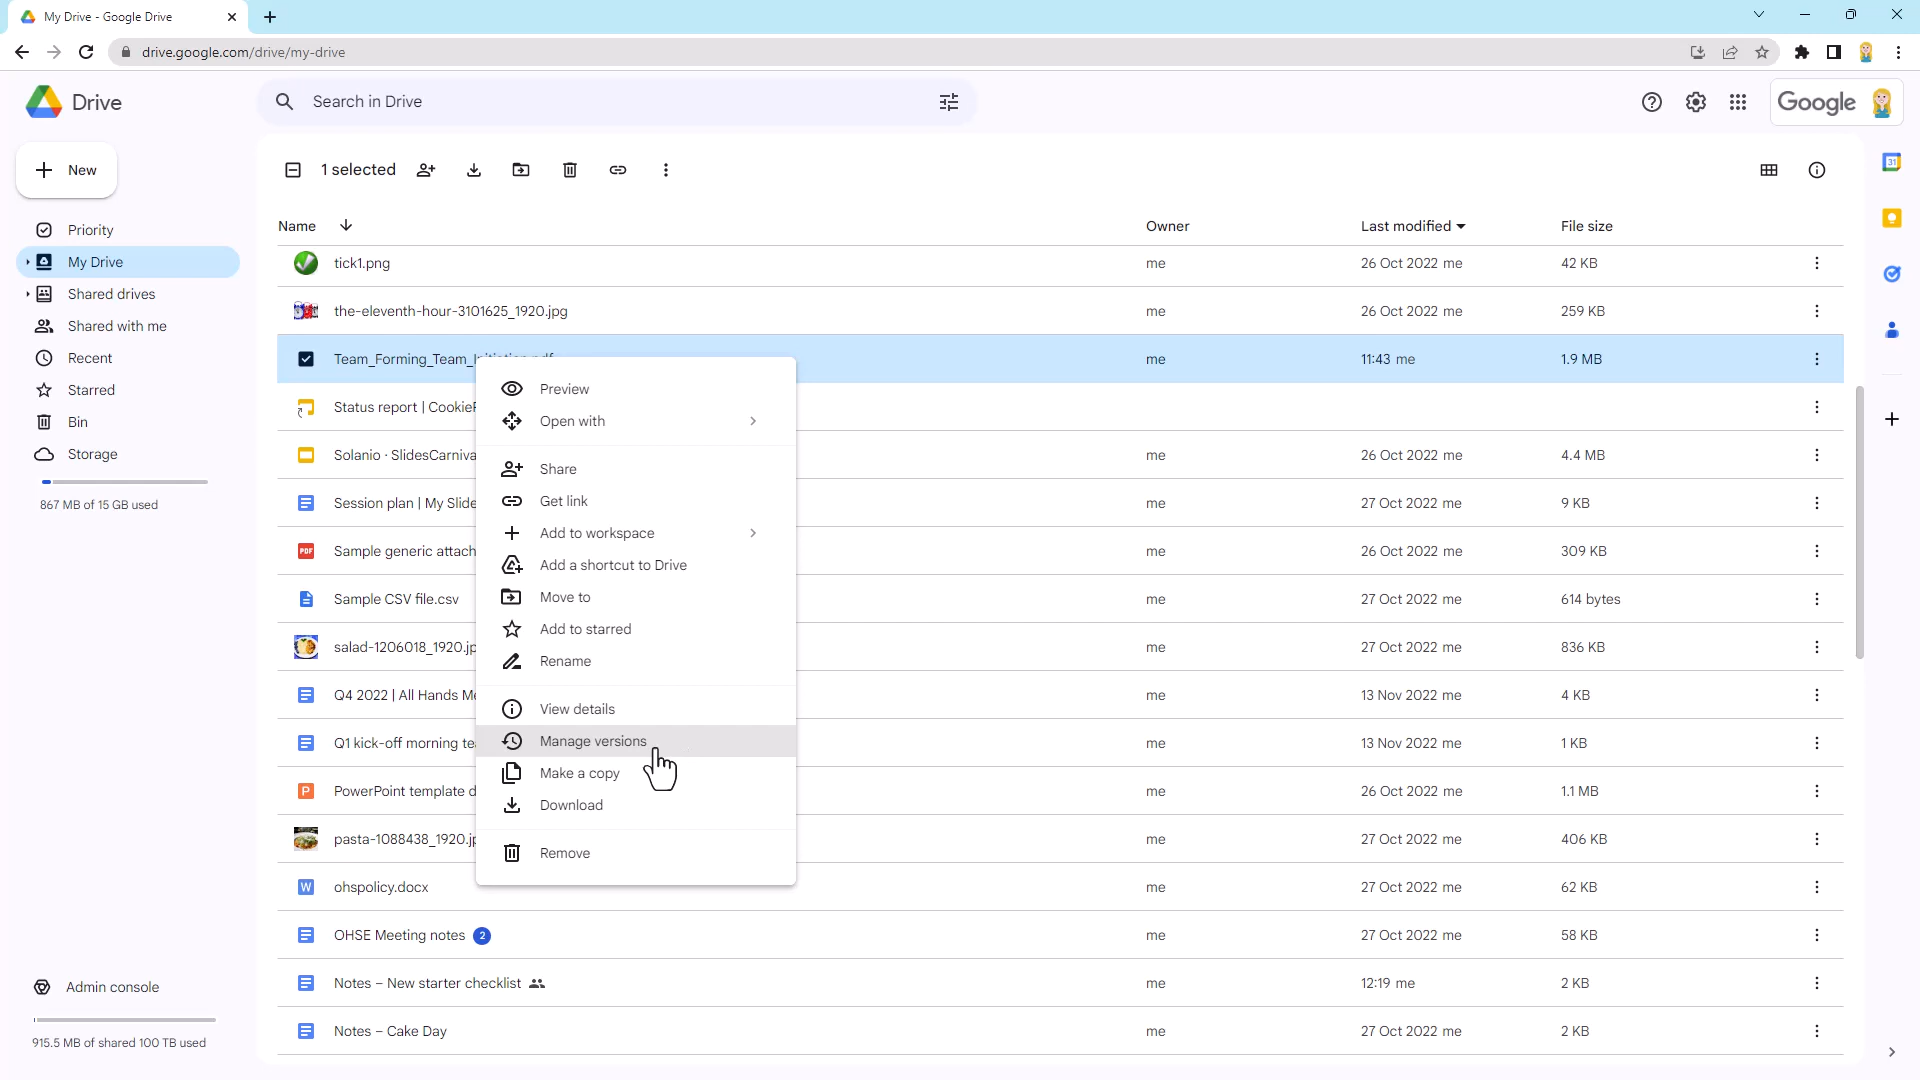 My Drive - Google Drive
drive.google.com/drive/my-drive
Drive
Search in Drive
Google
New
1 selected
Priority
My Drive
Shared drives
Shared with me
Recent
Starred
Bin
Storage
867 MB of 15 GB used
Admin console
915.5 MB of shared 100 TB used
Name Owner Last modified File size
tick1.png me 26 Oct 2022 me 42 KB
the-eleventh-hour-3101625_1920.jpg me 26 Oct 2022 me 259 KB
Team_Forming_Team_Initiation.pdf me 11:43 me 1.9 MB
Status report |
Solanio · me 26 Oct 2022 me 4.4 MB
Session plan | My me 27 Oct 2022 me 9 KB
PDF Sample generic me 26 Oct 2022 me 309 KB
Sample CSV file.csv me 27 Oct 2022 me 614 bytes
salad-1206018_1920.jp me 27 Oct 2022 me 836 KB
Q4 2022 | All Hands me 13 Nov 2022 me 4 KB
Q1 kick-off morning me 13 Nov 2022 me 1 KB
P PowerPoint template me 26 Oct 2022 me 1.1 MB
pasta-1088438_1920.jp me 27 Oct 2022 me 406 KB
W ohspolicy.docx me 27 Oct 2022 me 62 KB
OHSE Meeting notes 2 me 27 Oct 2022 me 58 KB
Notes – New starter checklist me 12:19 me 2 KB
Notes – Cake Day me 27 Oct 2022 me 2 KB
Preview
Open with
Share
Get link
Add to workspace
Add a shortcut to Drive
Move to
Add to starred
Rename
View details
Manage versions
Make a copy
Download
Remove
31